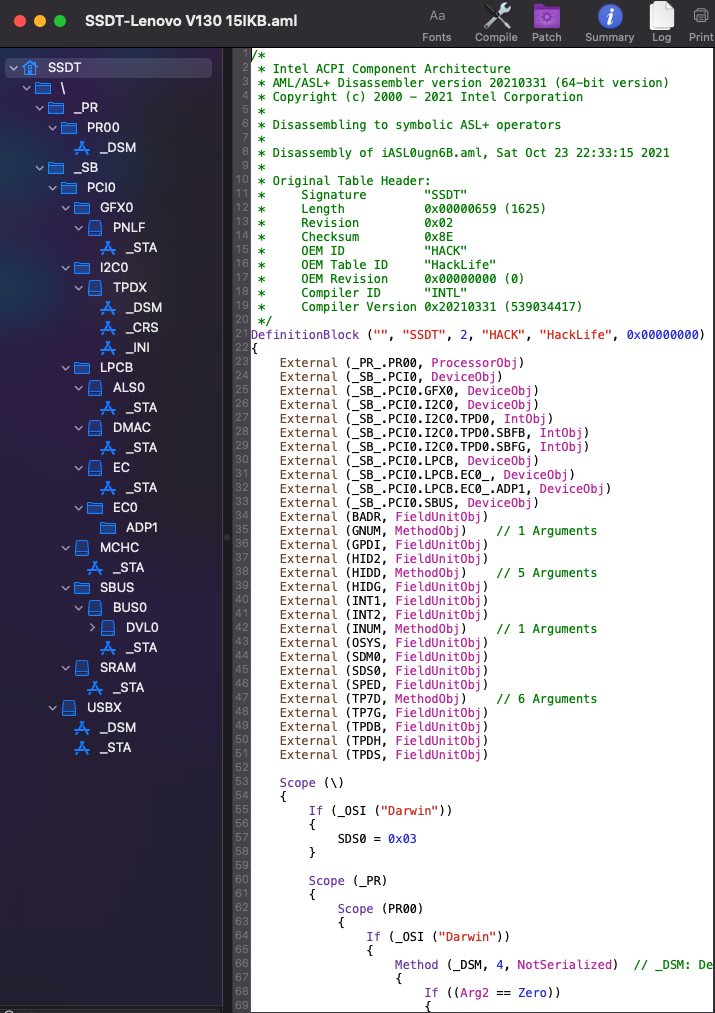 SSDT-Lenovo V130 15IKB.aml
Aa
Fonts
Compile
Patch
Summary
Log
Print
SSDT
\
_PR
PR00
_DSM
_SB
PCI0
GFX0
PNLF
_STA
I2C0
TPDX
_DSM
_CRS
_INI
LPCB
ALS0
_STA
DMAC
_STA
EC
_STA
EC0
ADP1
MCHC
_STA
SBUS
BUS0
DVL0
_STA
SRAM
_STA
USBX
_DSM
_STA
1 /*
2 * Intel ACPI Component Architecture
3 * AML/ASL+ Disassembler version 20210331 (64-bit version)
4 * Copyright (c) 2000 - 2021 Intel Corporation
5 *
6 * Disassembling to symbolic ASL+ operators
7 *
8 * Disassembly of iASL0ugn6B.aml, Sat Oct 23 22:33:15 2021
9 *
10 * Original Table Header:
11 * Signature "SSDT"
12 * Length 0x00000659 (1625)
13 * Revision 0x02
14 * Checksum 0x8E
15 * OEM ID "HACK"
16 * OEM Table ID "HackLife"
17 * OEM Revision 0x00000000 (0)
18 * Compiler ID "INTL"
19 * Compiler Version 0x20210331 (539034417)
20 */
21 DefinitionBlock ("", "SSDT", 2, "HACK", "HackLife", 0x00000000)
22 {
23 External (_PR_.PR00, ProcessorObj)
24 External (_SB_.PCI0, DeviceObj)
25 External (_SB_.PCI0.GFX0, DeviceObj)
26 External (_SB_.PCI0.I2C0, DeviceObj)
27 External (_SB_.PCI0.I2C0.TPD0, IntObj)
28 External (_SB_.PCI0.I2C0.TPD0.SBFB, IntObj)
29 External (_SB_.PCI0.I2C0.TPD0.SBFG, IntObj)
30 External (_SB_.PCI0.LPCB, DeviceObj)
31 External (_SB_.PCI0.LPCB.EC0_, DeviceObj)
32 External (_SB_.PCI0.LPCB.EC0_.ADP1, DeviceObj)
33 External (_SB_.PCI0.SBUS, DeviceObj)
34 External (BADR, FieldUnitObj)
35 External (GNUM, MethodObj) // 1 Arguments
36 External (GPDI, FieldUnitObj)
37 External (HID2, FieldUnitObj)
38 External (HIDD, MethodObj) // 5 Arguments
39 External (HIDG, FieldUnitObj)
40 External (INT1, FieldUnitObj)
41 External (INT2, FieldUnitObj)
42 External (INUM, MethodObj) // 1 Arguments
43 External (OSYS, FieldUnitObj)
44 External (SDM0, FieldUnitObj)
45 External (SDS0, FieldUnitObj)
46 External (SPED, FieldUnitObj)
47 External (TP7D, MethodObj) // 6 Arguments
48 External (TP7G, FieldUnitObj)
49 External (TPDB, FieldUnitObj)
50 External (TPDH, FieldUnitObj)
51 External (TPDS, FieldUnitObj)
52
53 Scope (\)
54 {
55 If (_OSI ("Darwin"))
56 {
57 SDS0 = 0x03
58 }
59
60 Scope (_PR)
61 {
62 Scope (PR00)
63 {
64 If (_OSI ("Darwin"))
65 {
66 Method (_DSM, 4, NotSerialized) // _DSM: De
67 {
68 If ((Arg2 == Zero))
69 {